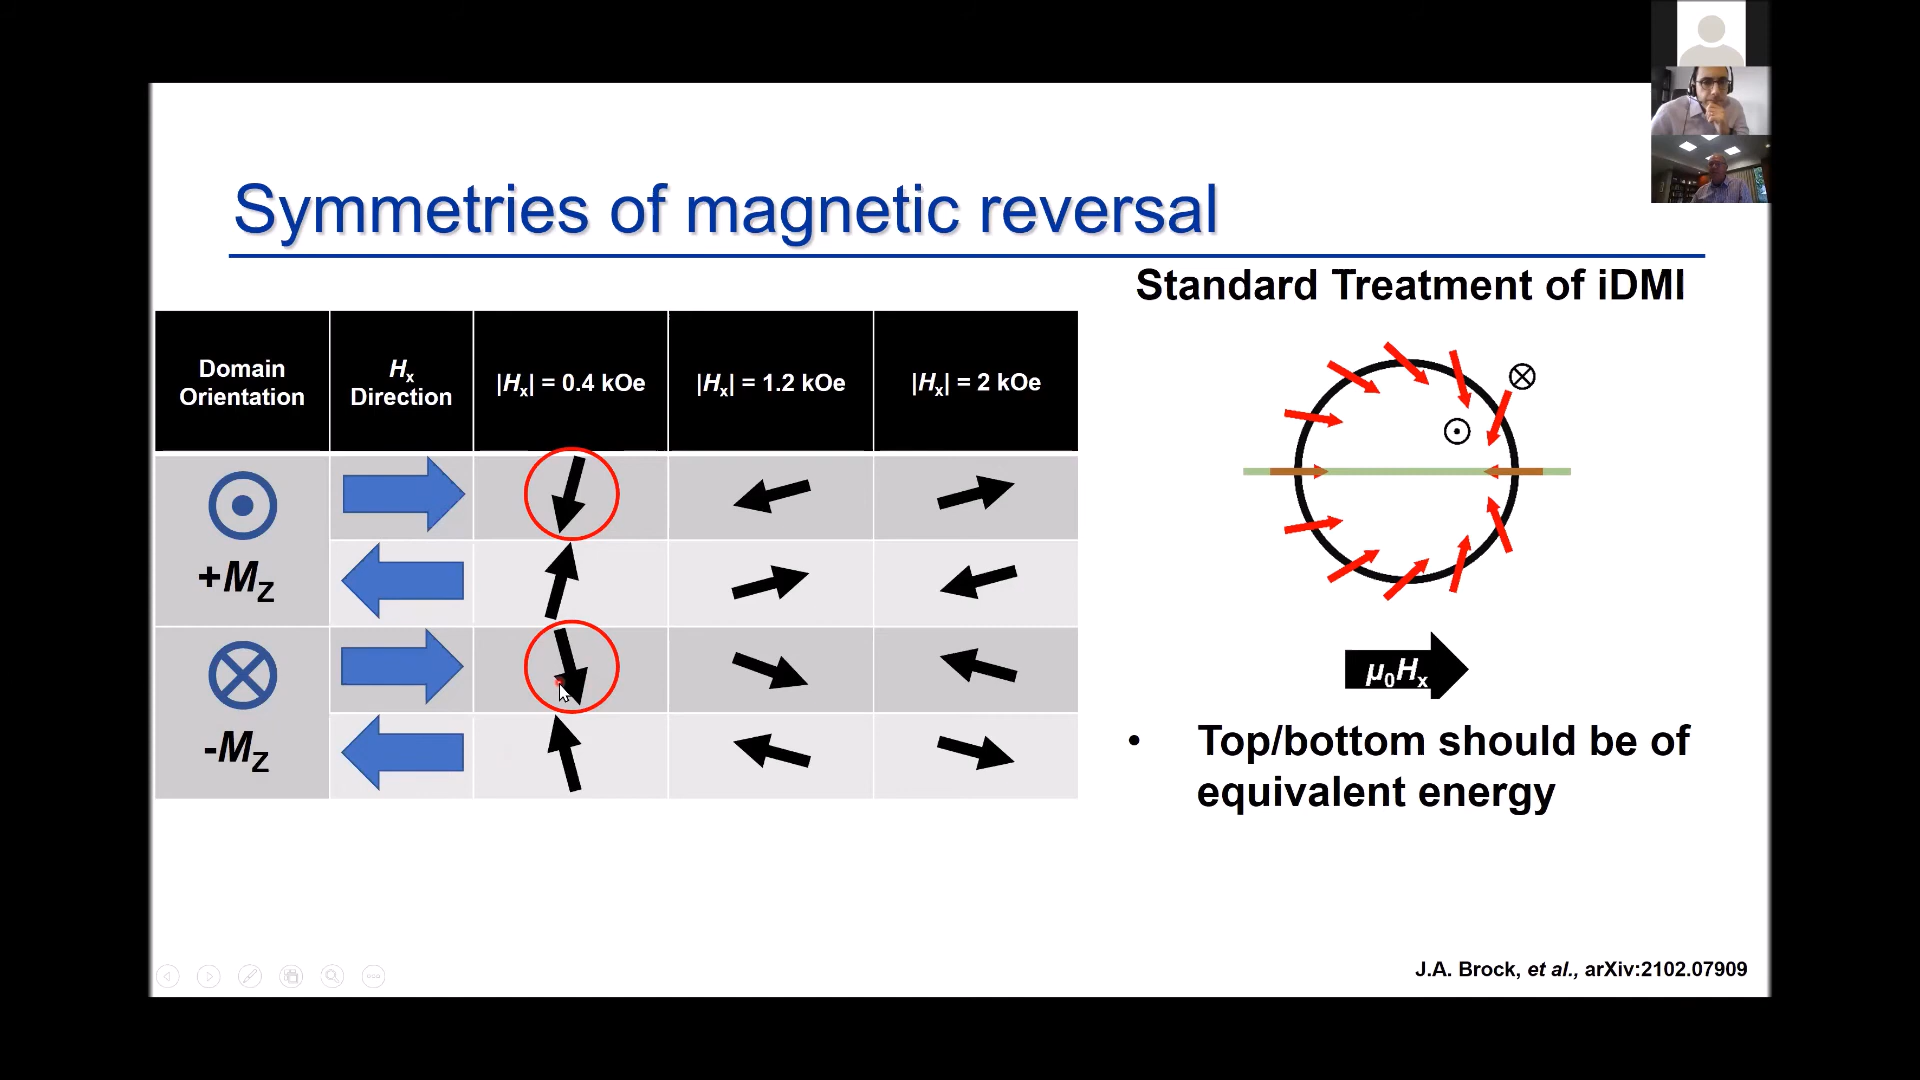 Symmetries of magnetic reversal
Standard Treatment of iDMI
Domain
Orientation
Hx
Direction
|Hx| = 0.4 kOe
|Hx| = 1.2 kOe
|Hx| = 2 kOe
+MZ
-MZ
μ0Hx
• Top/bottom should be of
equivalent energy
J.A. Brock, et al., arXiv:2102.07909